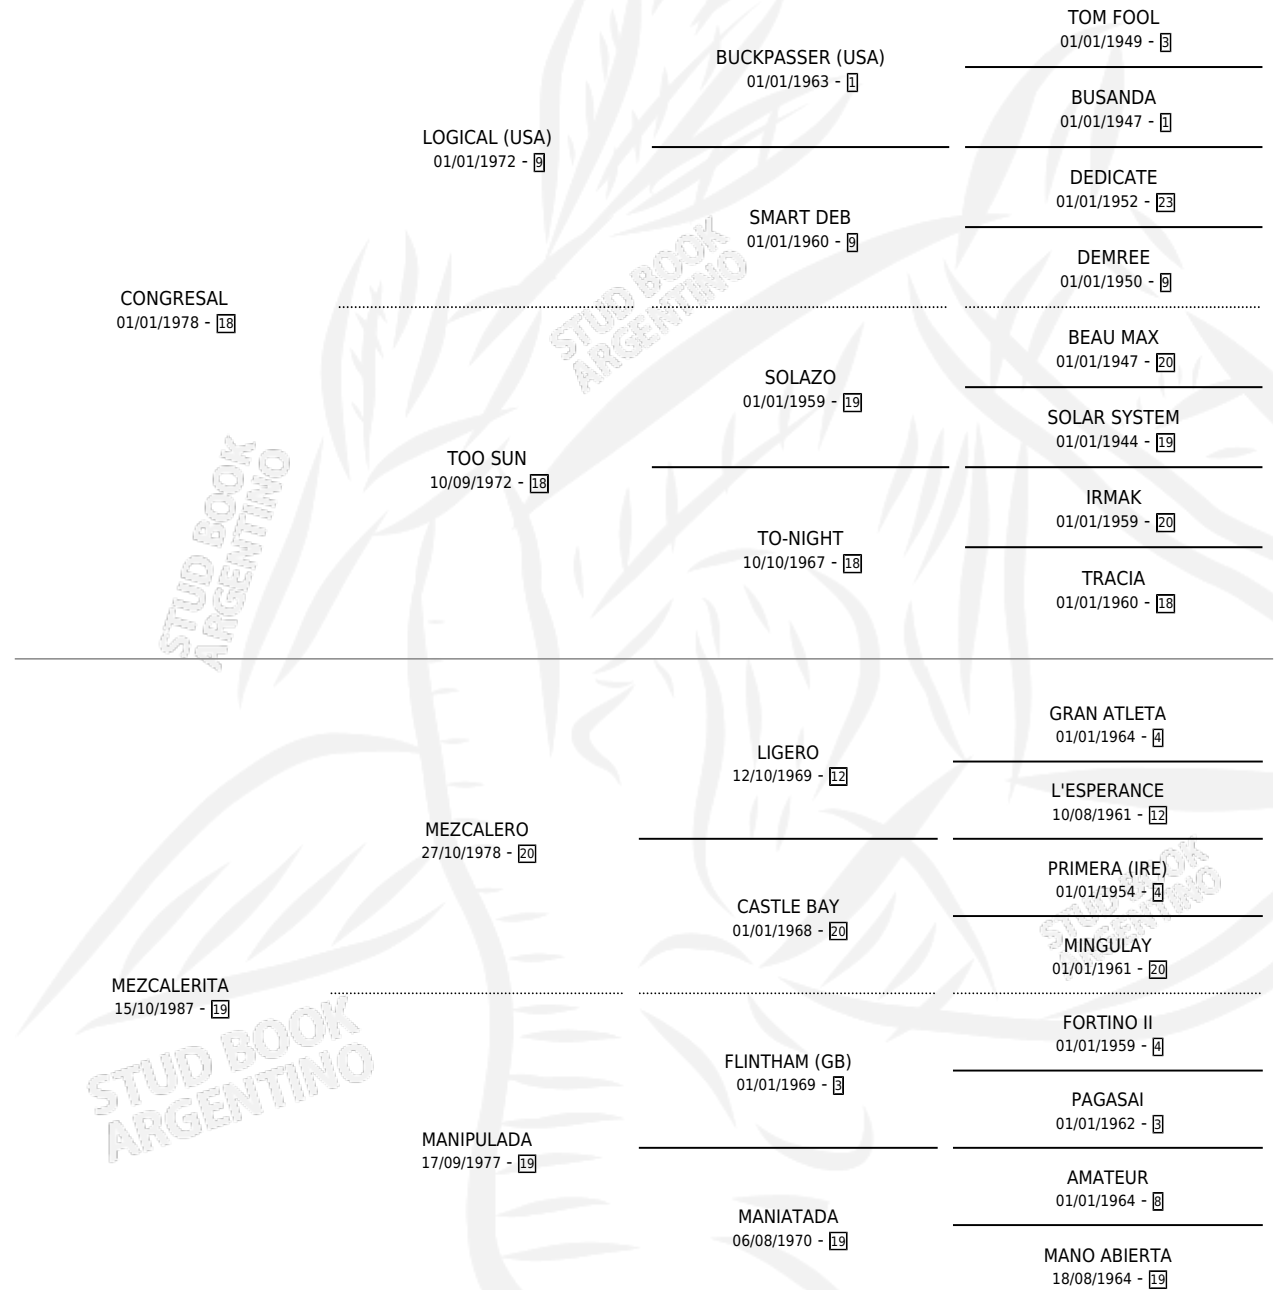 TOM FOOL
01/01/1949 - 3
BUCKPASSER (USA)
01/01/1963 - 1
BUSANDA
01/01/1947 - 1
LOGICAL (USA)
01/01/1972 - 9
DEDICATE
01/01/1952 - 23
SMART DEB
01/01/1960 - 9
DEMREE
01/01/1950 - 9
CONGRESAL
01/01/1978 - 18
BEAU MAX
01/01/1947 - 20
SOLAZO
01/01/1959 - 19
SOLAR SYSTEM
01/01/1944 - 19
TOO SUN
10/09/1972 - 18
IRMAK
01/01/1959 - 20
TO-NIGHT
10/10/1967 - 18
TRACIA
01/01/1960 - 18
GRAN ATLETA
01/01/1964 - 4
LIGERO
12/10/1969 - 12
L'ESPERANCE
10/08/1961 - 12
MEZCALERO
27/10/1978 - 20
PRIMERA (IRE)
01/01/1954 - 4
CASTLE BAY
01/01/1968 - 20
MINGULAY
01/01/1961 - 20
MEZCALERITA
15/10/1987 - 19
FORTINO II
01/01/1959 - 4
FLINTHAM (GB)
01/01/1969 - 3
PAGASAI
01/01/1962 - 3
MANIPULADA
17/09/1977 - 19
AMATEUR
01/01/1964 - 8
MANIATADA
06/08/1970 - 19
MANO ABIERTA
18/08/1964 - 19
STUD BOOK
ARGENTINO
STUD BOOK
ARGENTINO
STUD BOOK
ARGENTINO
STUD BOOK
ARGENTINO